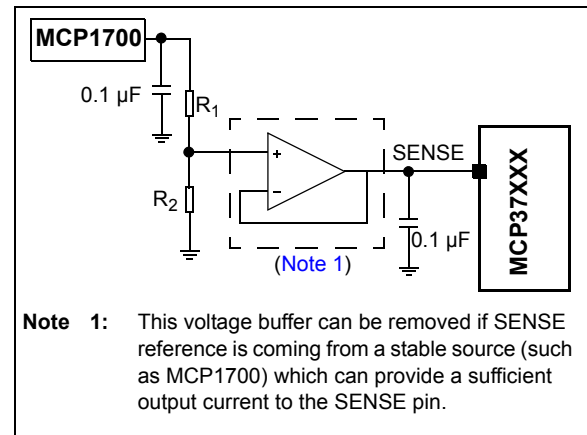 MCP1700
0.1 µF
R1
R2
+
–
SENSE
0.1 µF
MCP37XXX
(Note 1)
Note 1: This voltage buffer can be removed if SENSE
reference is coming from a stable source (such
as MCP1700) which can provide a sufficient
output current to the SENSE pin.